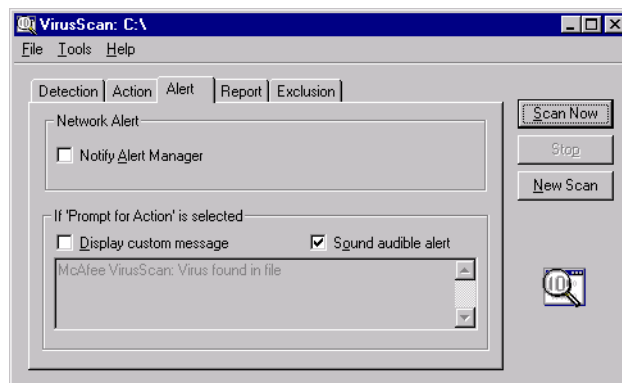 VirusScan: C:\
File Tools Help
Detection Action Alert Report Exclusion
Network Alert
Notify Alert Manager
If 'Prompt for Action' is selected
Display custom message Sound audible alert
McAfee VirusScan: Virus found in file
Scan Now
Stop
New Scan